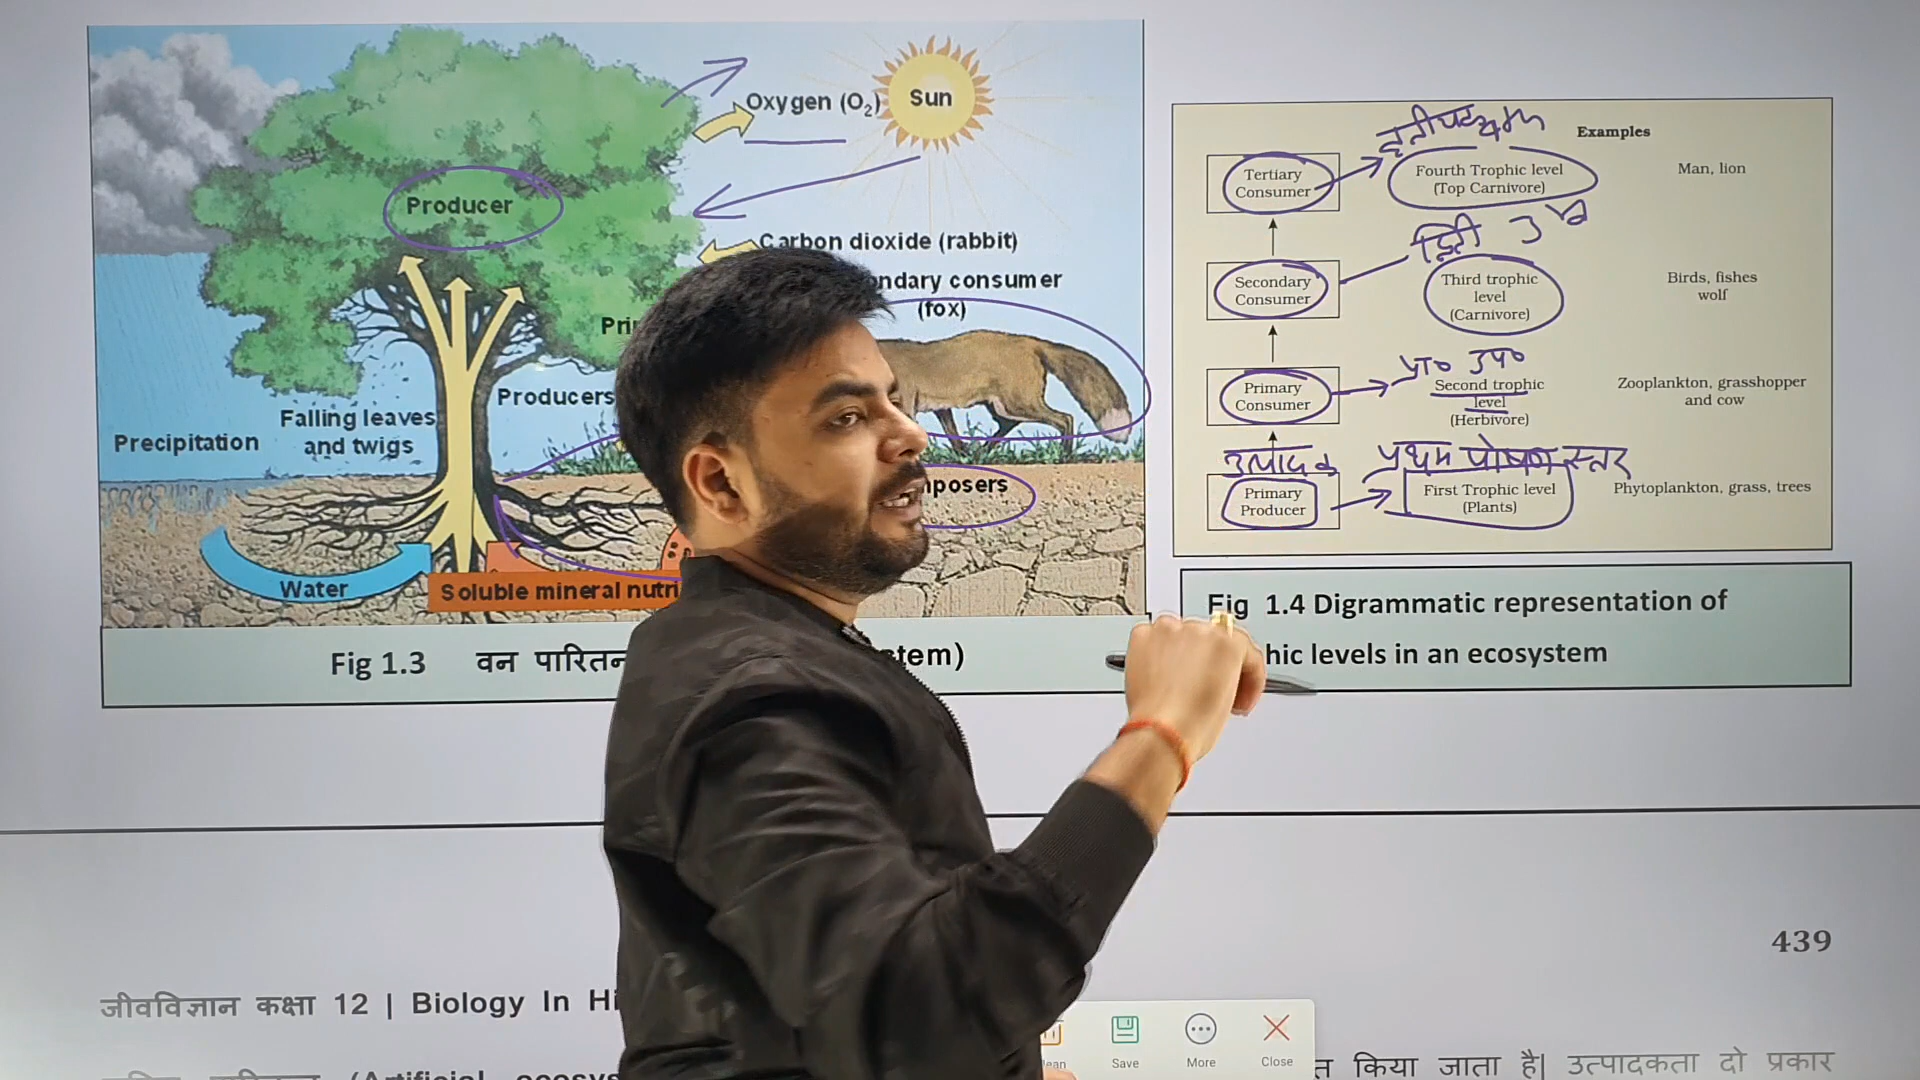 Oxygen (O₂)
Sun
Producer
Carbon dioxide (rabbit)
ndary consumer
(fox)
Pri
Producers
Falling leaves
and twigs
Precipitation
mposers
Water
Soluble mineral nutri
Fig 1.3 वन पारितन
stem)
Examples
Tertiary
Consumer
Fourth Trophic level
(Top Carnivore)
Man, lion
Secondary
Consumer
Third trophic
level
(Carnivore)
Birds, fishes
wolf
प्रा० उप०
Primary
Consumer
Second trophic
level
(Herbivore)
Zooplankton, grasshopper
and cow
उत्पादक
प्रथम पोषण स्तर
Primary
Producer
First Trophic level
(Plants)
Phytoplankton, grass, trees
Fig 1.4 Digrammatic representation of
hic levels in an ecosystem
439
जीवविज्ञान कक्षा 12 | Biology In Hi
Save
More
Close
त किया जाता है| उत्पादकता दो प्रकार